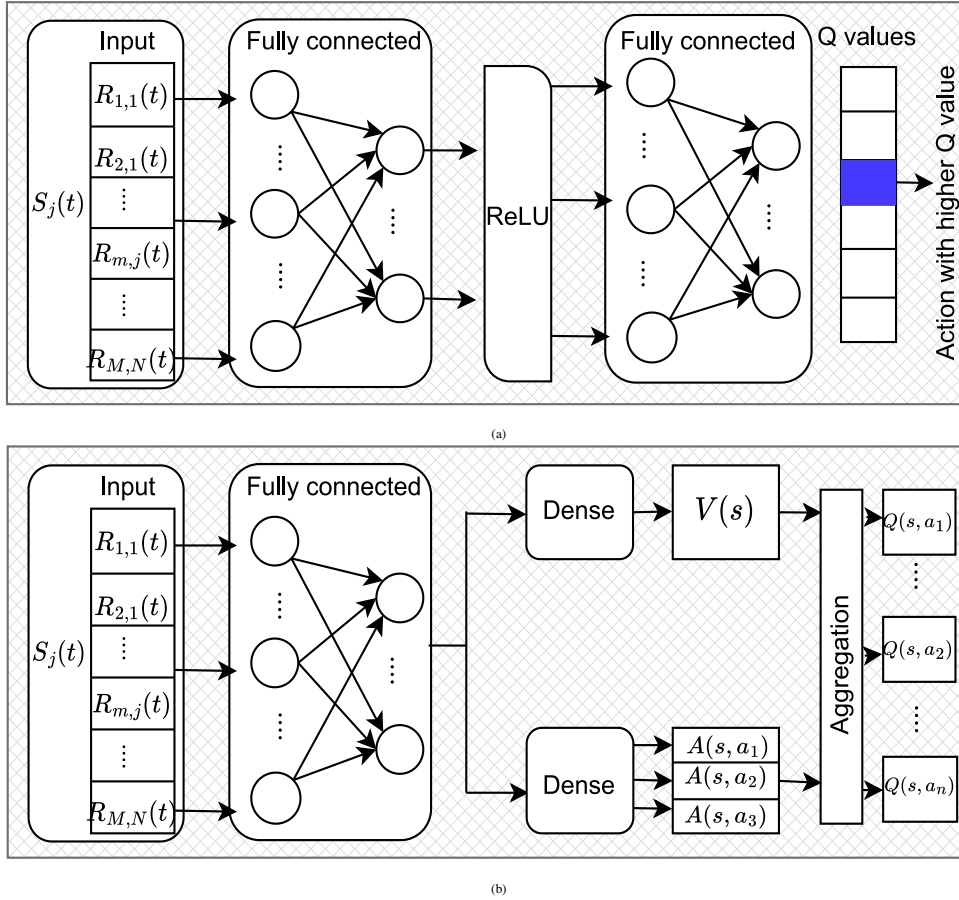 Input
Fully connected
Fully connected
Q values
R_{1,1}(t)
R_{2,1}(t)
....
S_j(t)
R_{m,j}(t)
....
R_{M,N}(t)
....
....
....
ReLU
....
....
....
Action with higher Q value
(a)
Input
Fully connected
R_{1,1}(t)
R_{2,1}(t)
....
S_j(t)
R_{m,j}(t)
....
R_{M,N}(t)
....
....
....
Dense
V(s)
Dense
A(s, a_1)
A(s, a_2)
A(s, a_3)
Aggregation
Q(s, a_1)
....
Q(s, a_2)
....
Q(s, a_n)
(b)